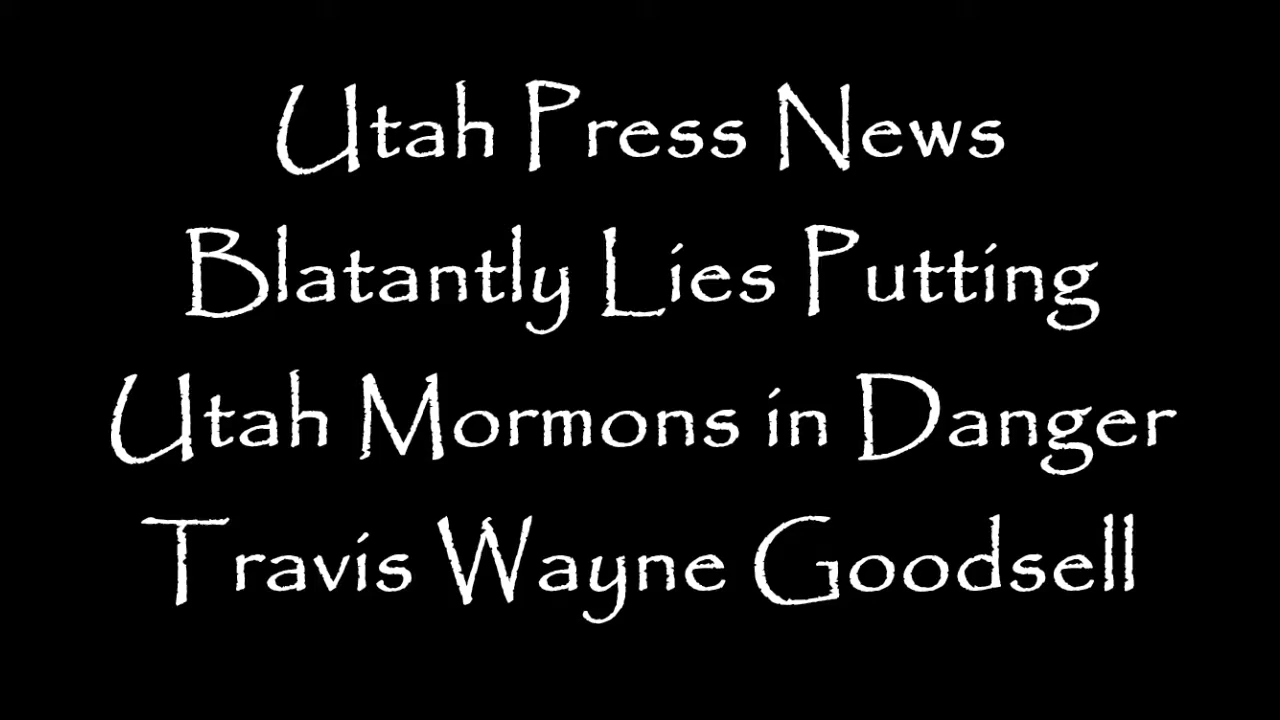 Utah Press News
Blatantly Lies Putting
Utah Mormons in Danger
Travis Wayne Goodsell